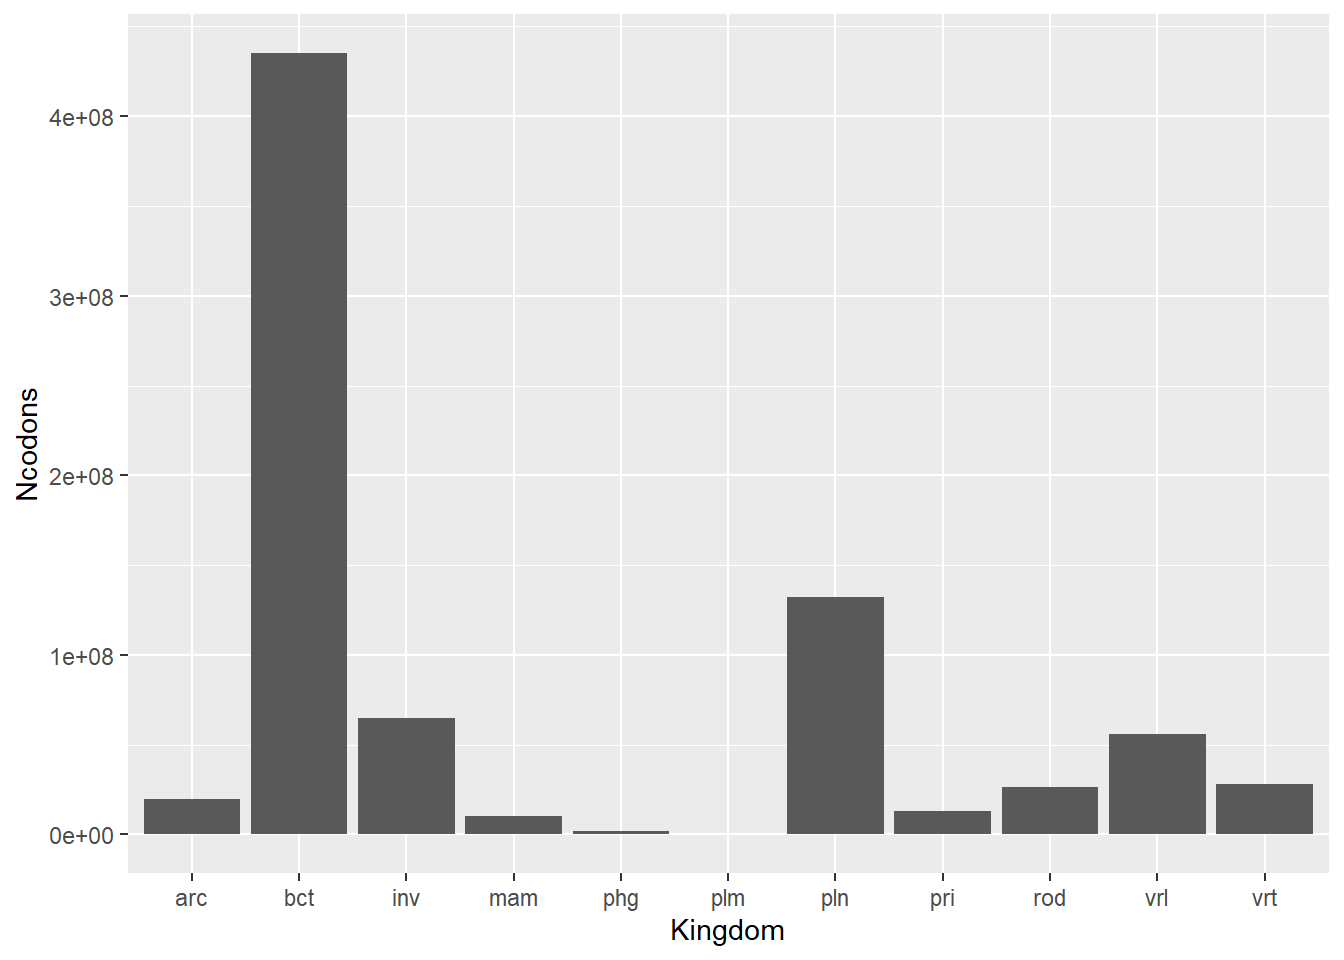 Ncodons
4e+08
3e+08
2e+08
1e+08
0e+00
arc bct inv mam phg plm pln pri rod vrl vrt
Kingdom